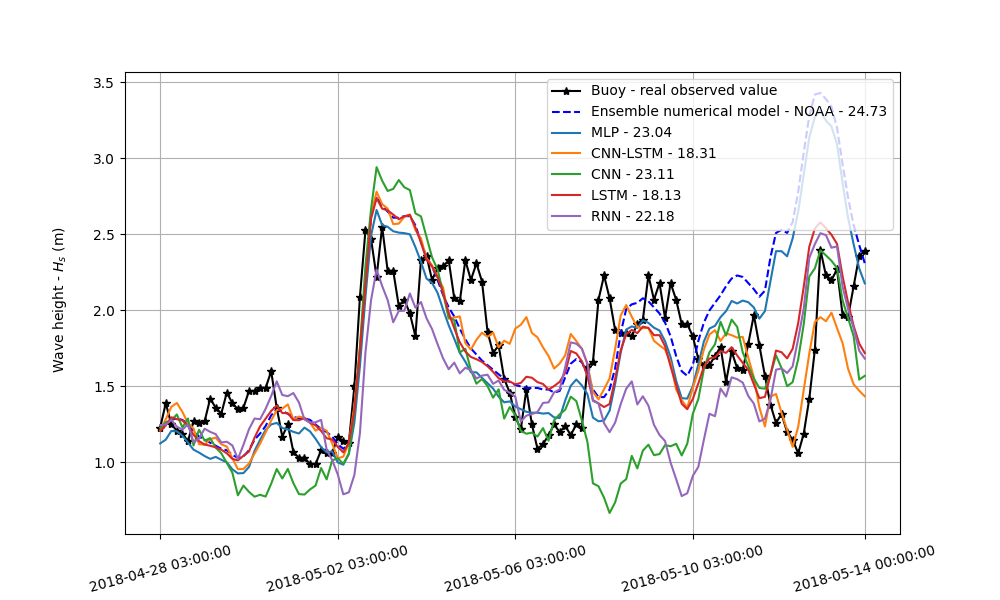 3.5
3.0
2.5
2.0
1.5
1.0
Wave height - Hₛ (m)
Buoy - real observed value
Ensemble numerical model - NOAA - 24.73
MLP - 23.04
CNN-LSTM - 18.31
CNN - 23.11
LSTM - 18.13
RNN - 22.18
2018-04-28 03:00:00
2018-05-02 03:00:00
2018-05-06 03:00:00
2018-05-10 03:00:00
2018-05-14 00:00:00